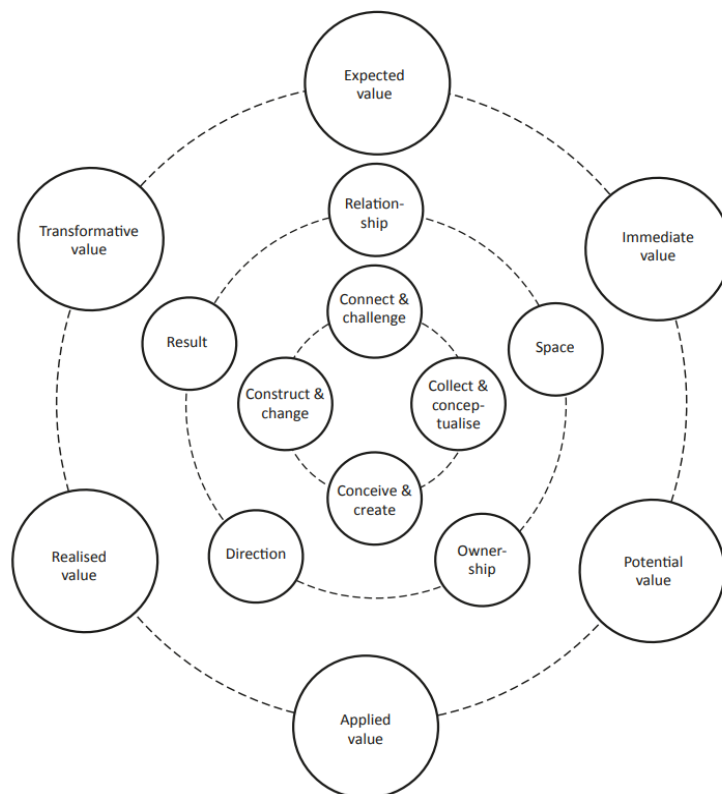 Expected
value
Relation-
ship
Transformative
value
Immediate
value
Connect &
challenge
Result
Space
Construct &
change
Collect &
concep-
tualise
Conceive &
create
Direction
Owner-
ship
Realised
value
Potential
value
Applied
value